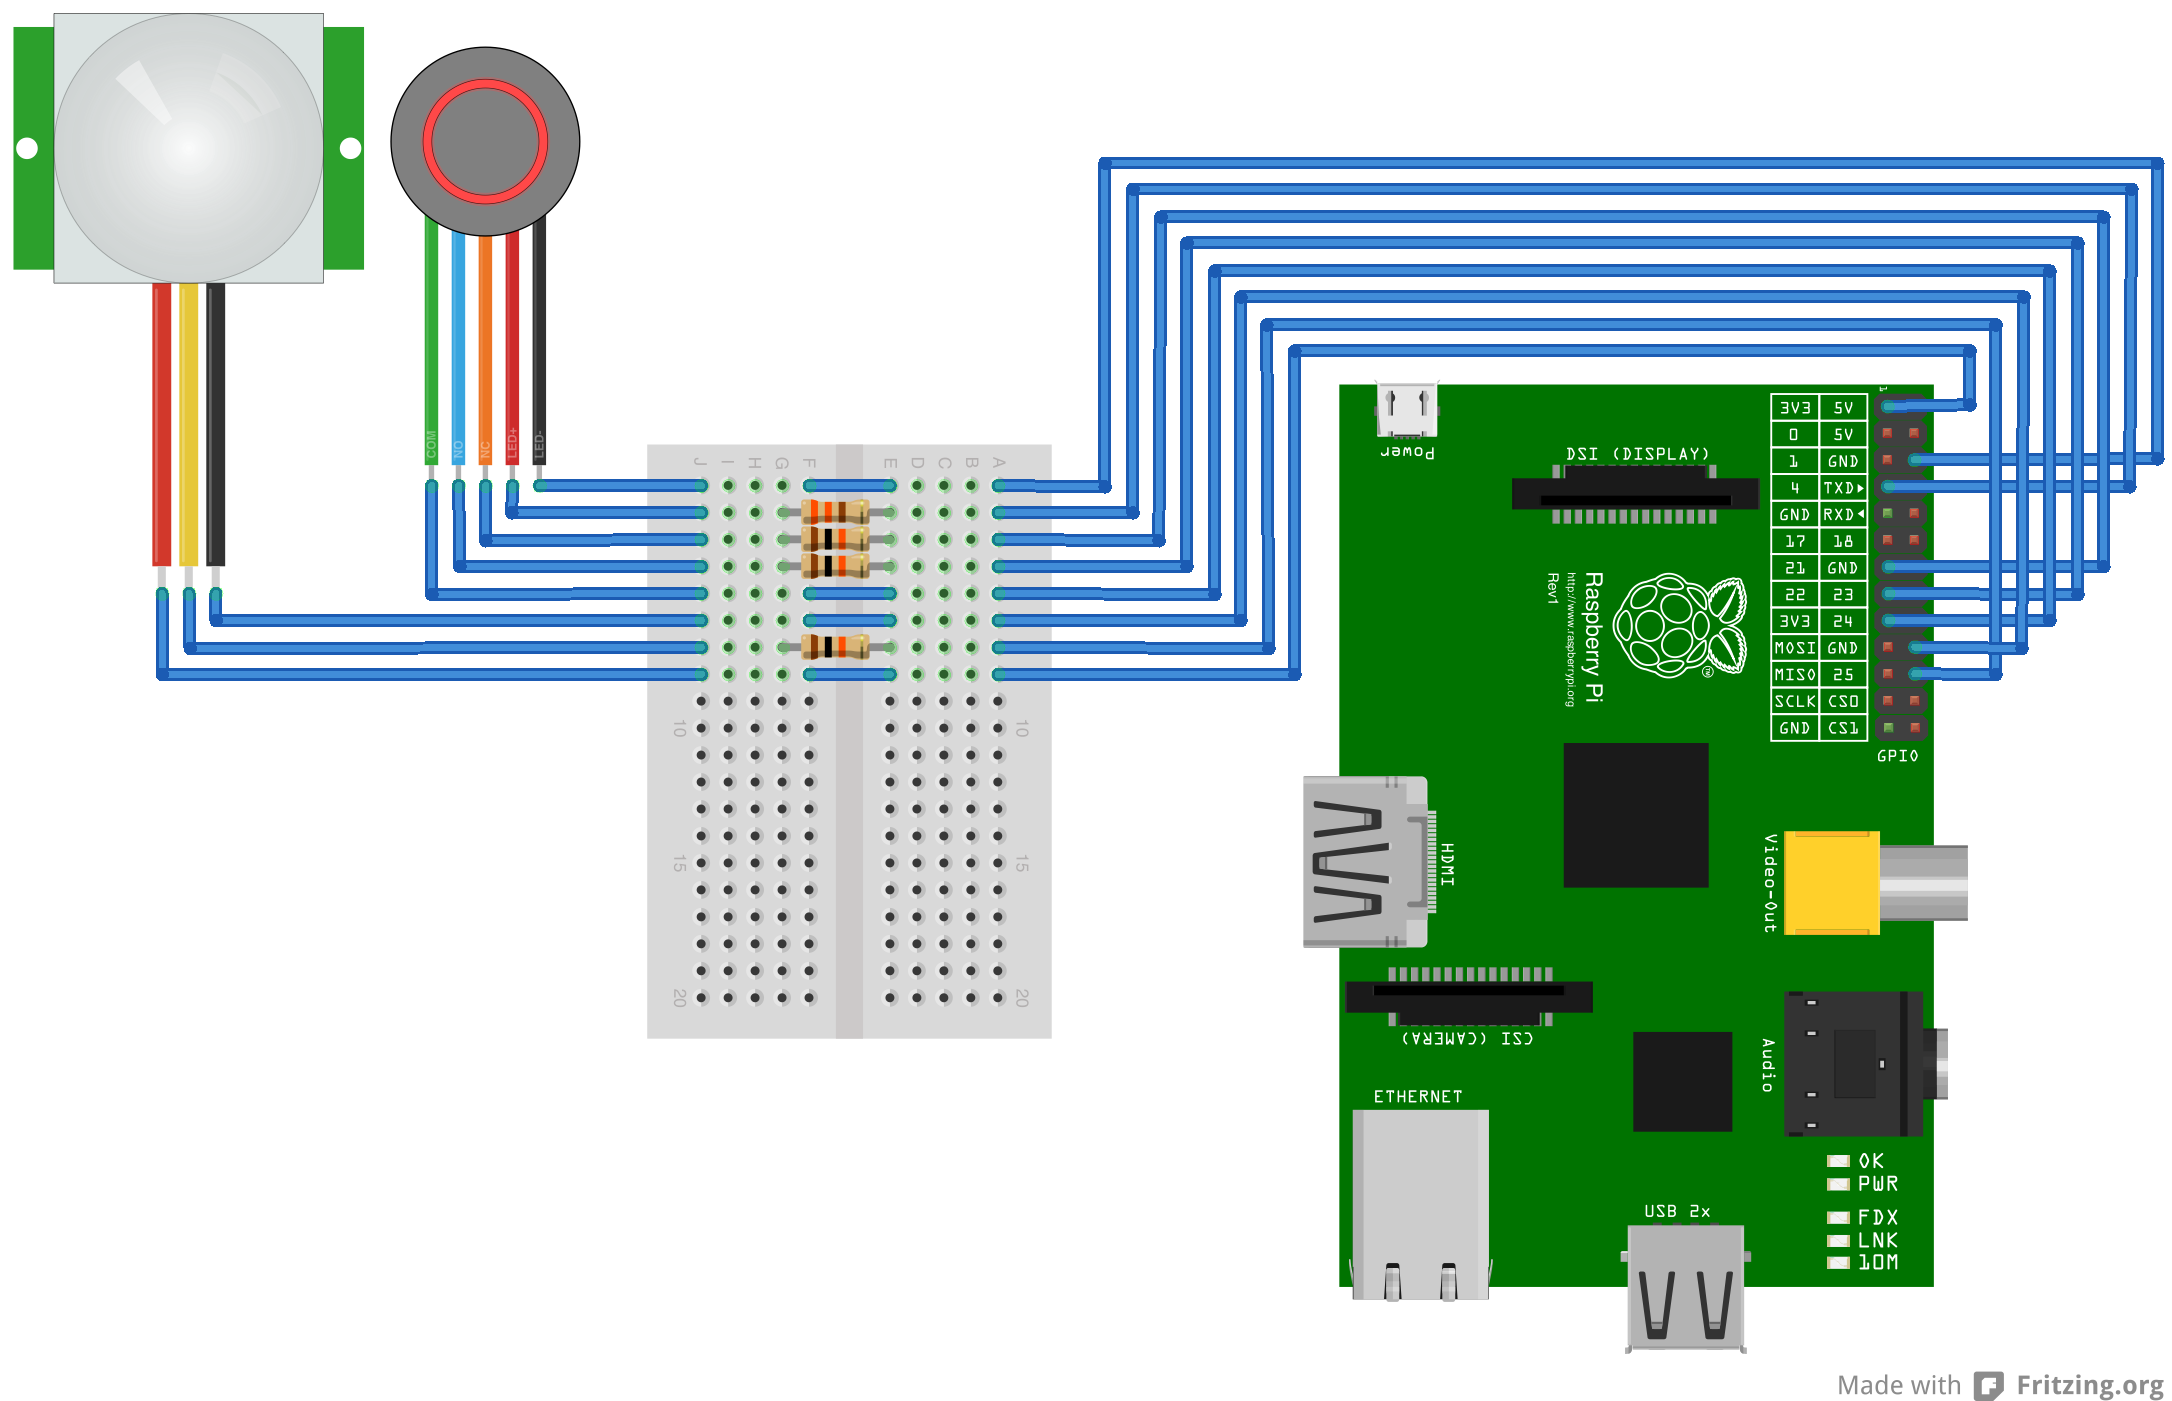 COM
NO
NC
LED+
LED-
J I H G F E D C B A
10 10
15 15
20 20
Power
DSI (DISPLAY)
1
3V3 5V
0 5V
1 GND
4 TXD
GND RXD
17 18
21 GND
22 23
3V3 24
MOSI GND
MISO 25
SCLK CS0
GND CS1
GPIO
Raspberry Pi
http://www.raspberrypi.org
Rev1
HDMI
Video-Out
CSI (CAMERA)
Audio
ETHERNET
USB 2x
OK
PWR
FDX
LNK
10M
Made with Fritzing.org